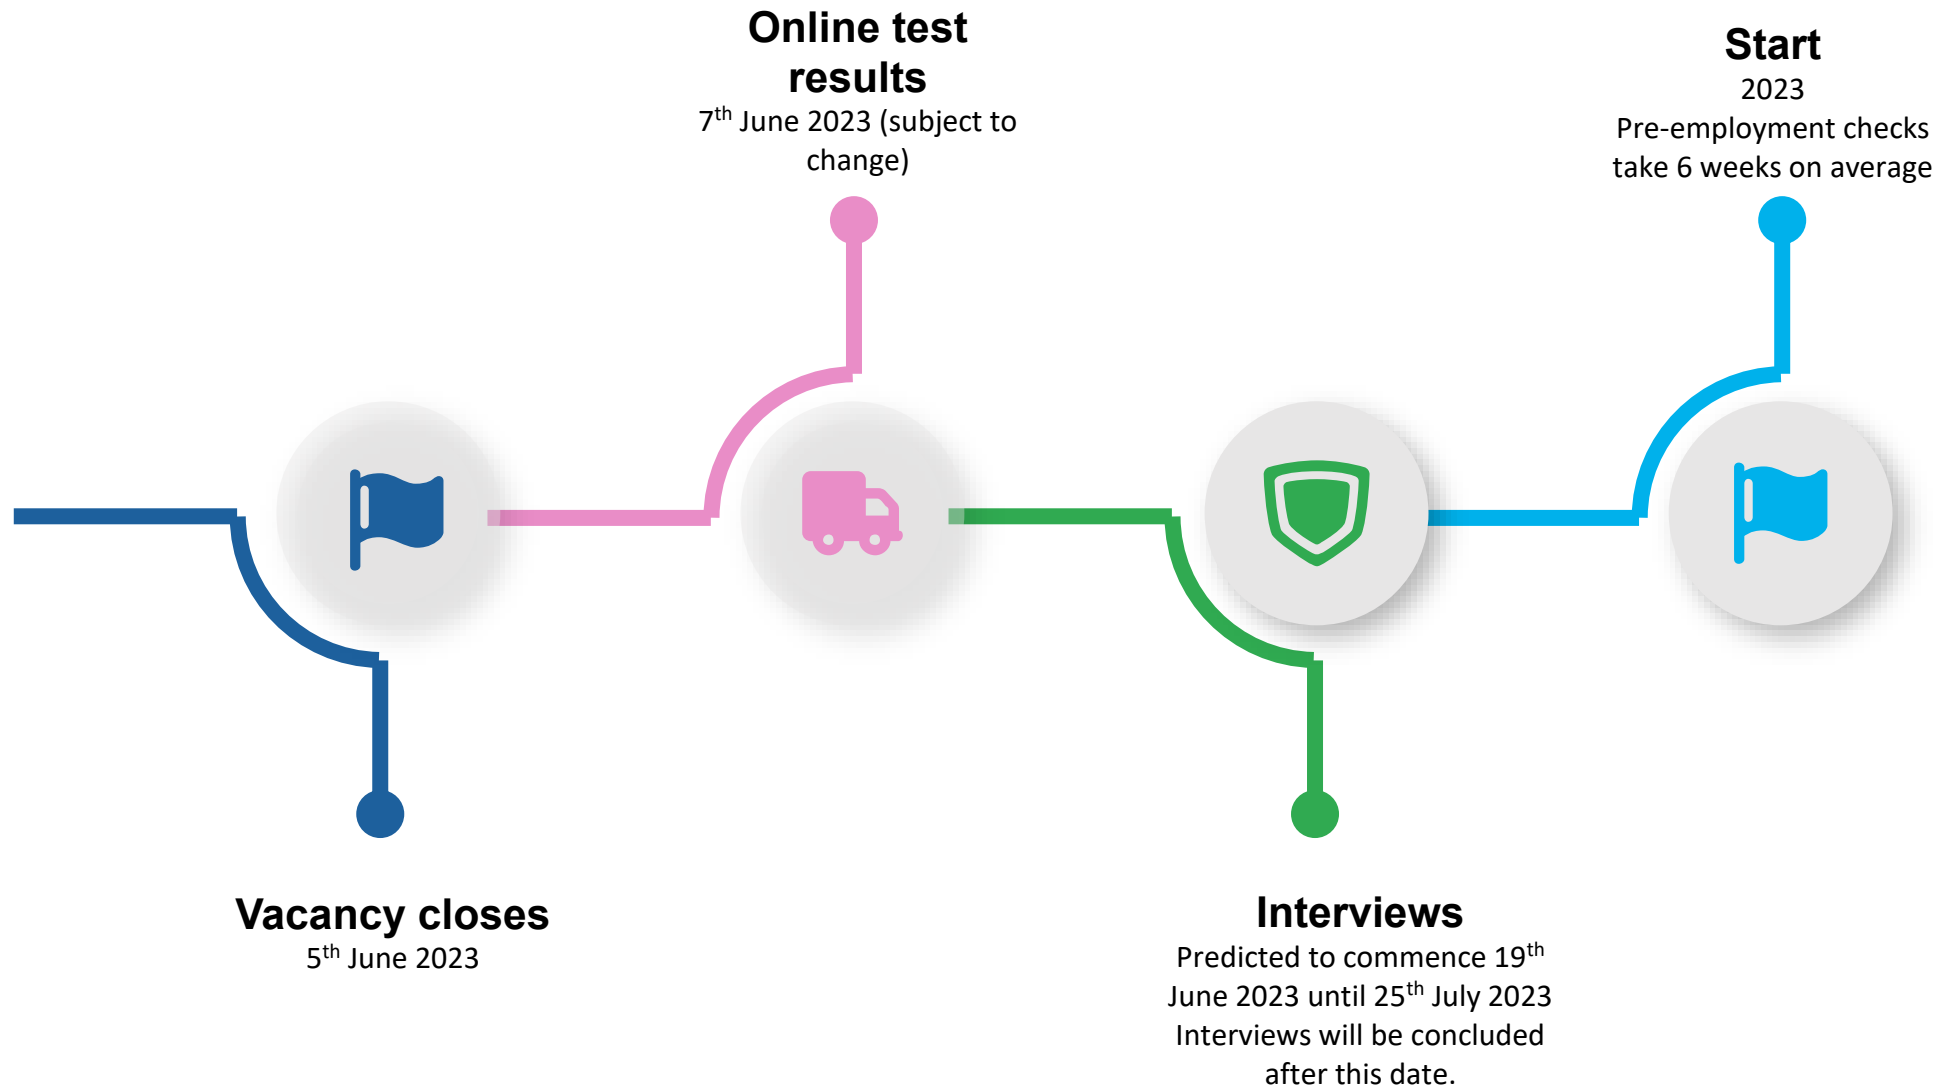 Online test
results
7th June 2023 (subject to
change)
Start
2023
Pre-employment checks
take 6 weeks on average
Vacancy closes
5th June 2023
Interviews
Predicted to commence 19th
June 2023 until 25th July 2023
Interviews will be concluded
after this date.